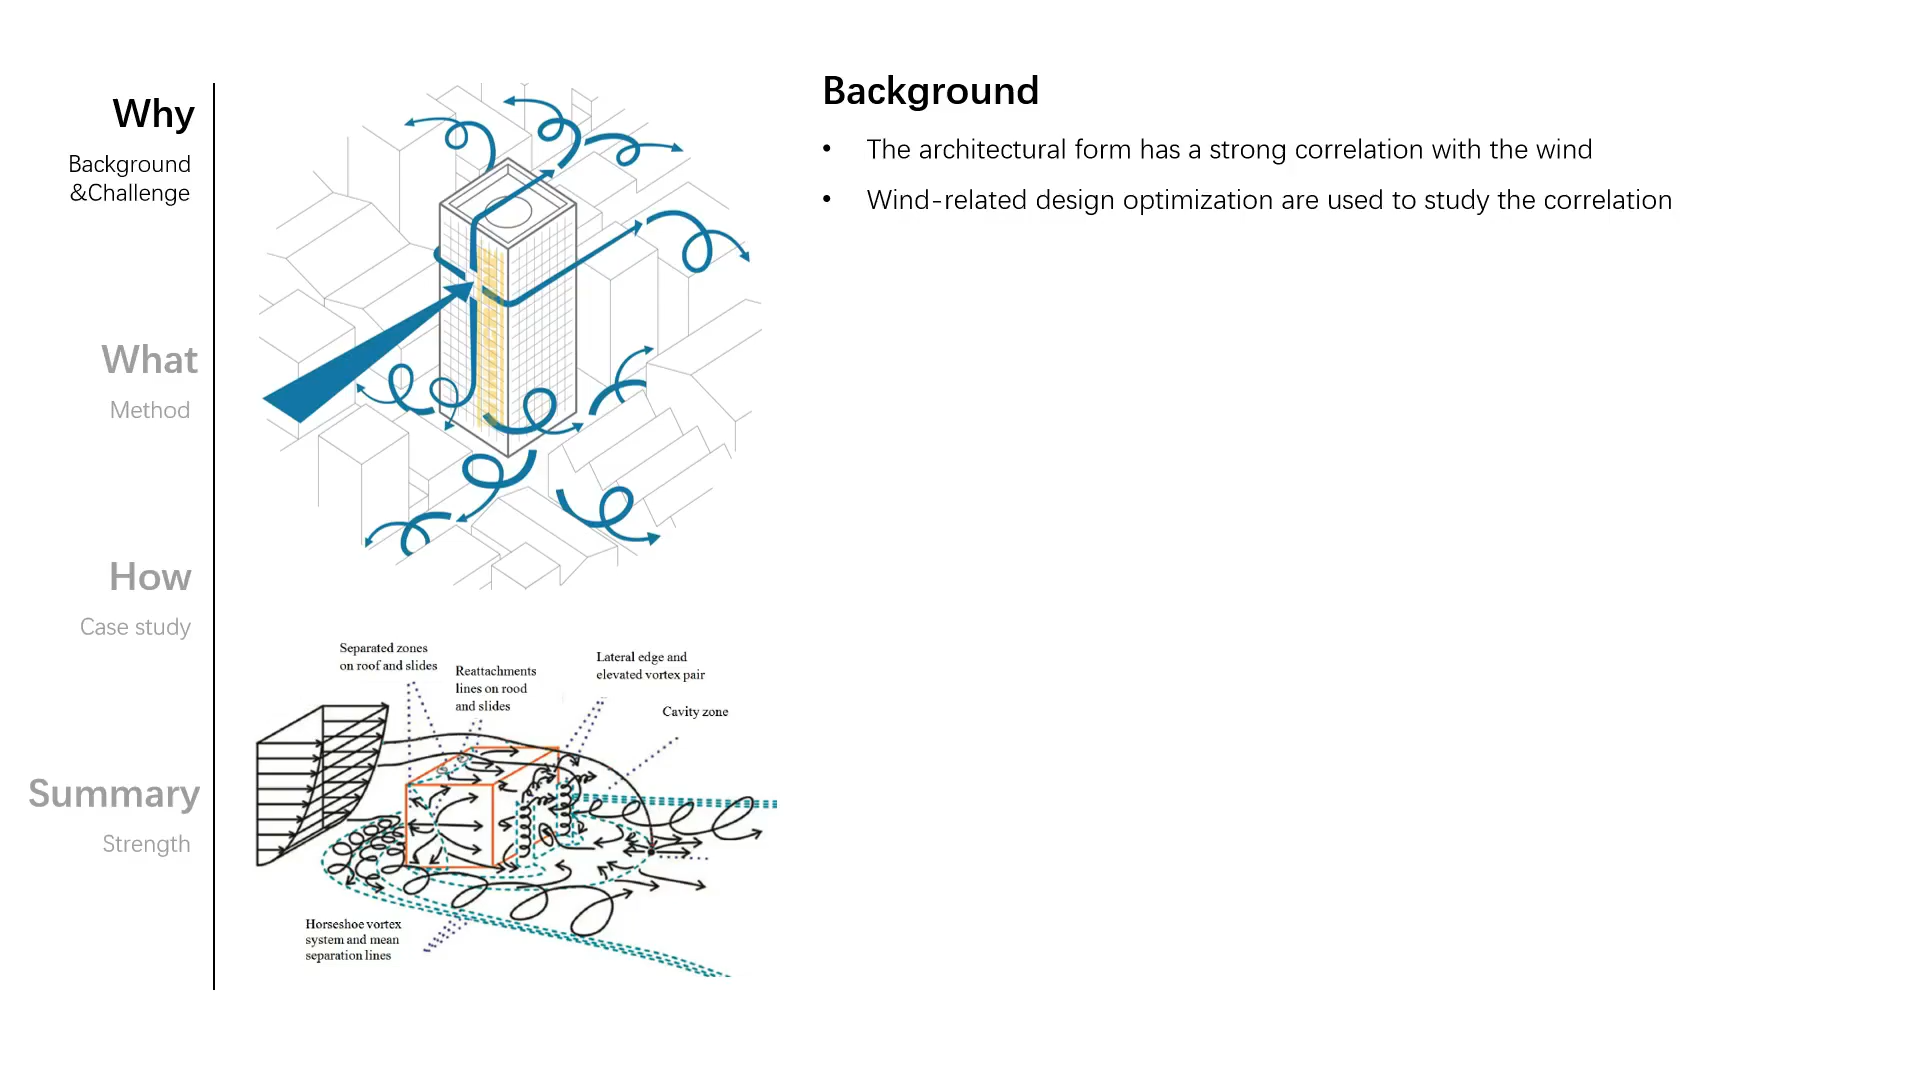 Why
Background
&Challenge
What
Method
How
Case study
Summary
Strength
Background
• The architectural form has a strong correlation with the wind
• Wind-related design optimization are used to study the correlation
Separated zones
on roof and slides
Reattachments
lines on rood
and slides
Lateral edge and
elevated vortex pair
Cavity zone
Horseshoe vortex
system and mean
separation lines